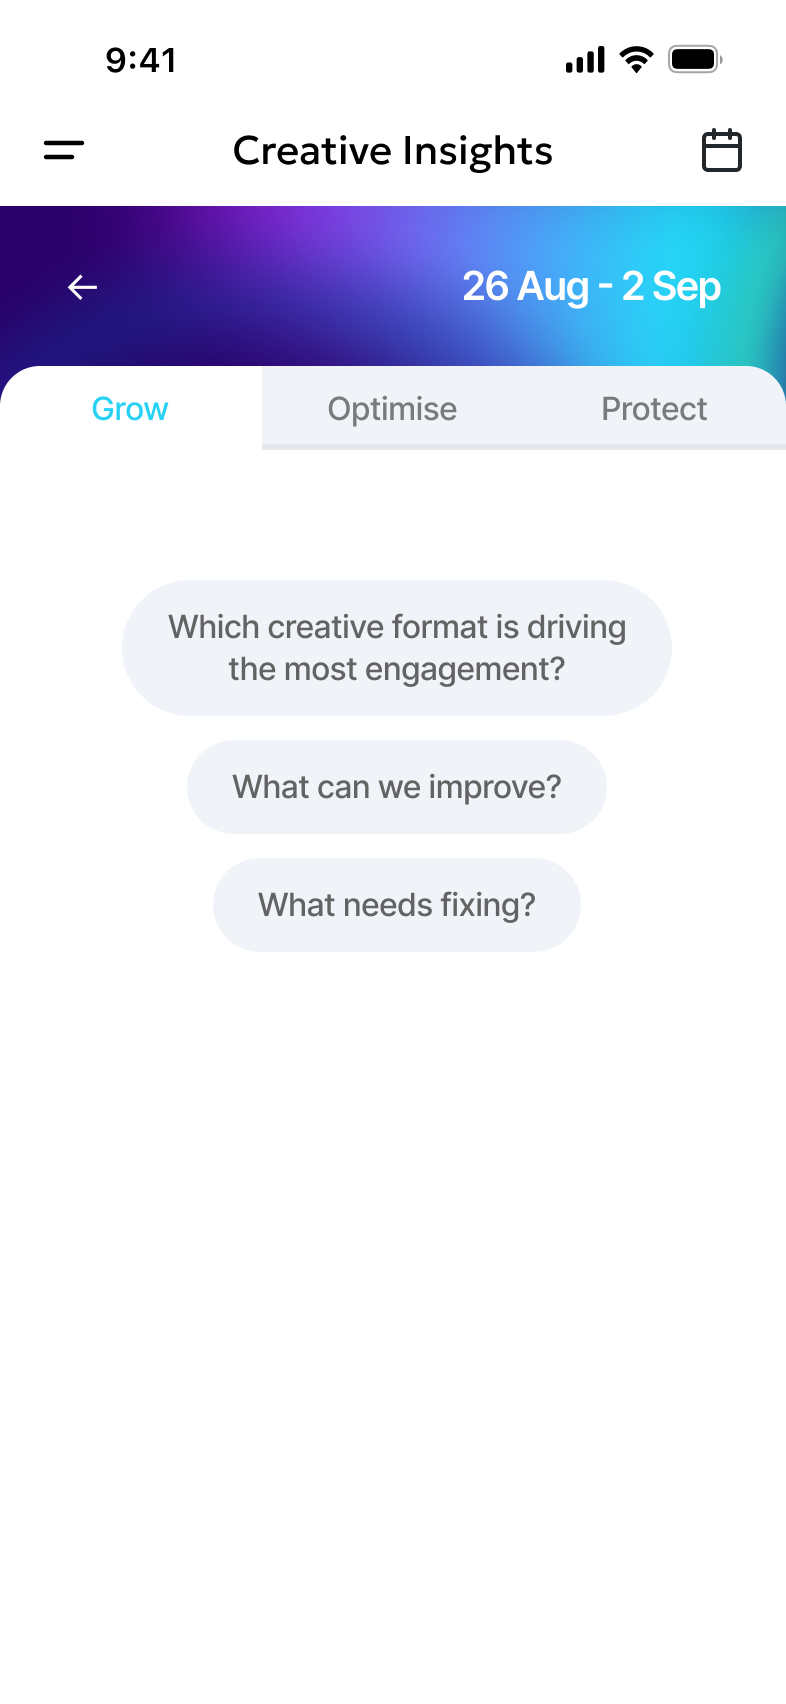 9:41
Creative Insights
26 Aug - 2 Sep
Grow
Optimise
Protect
Which creative format is driving
the most engagement?
What can we improve?
What needs fixing?